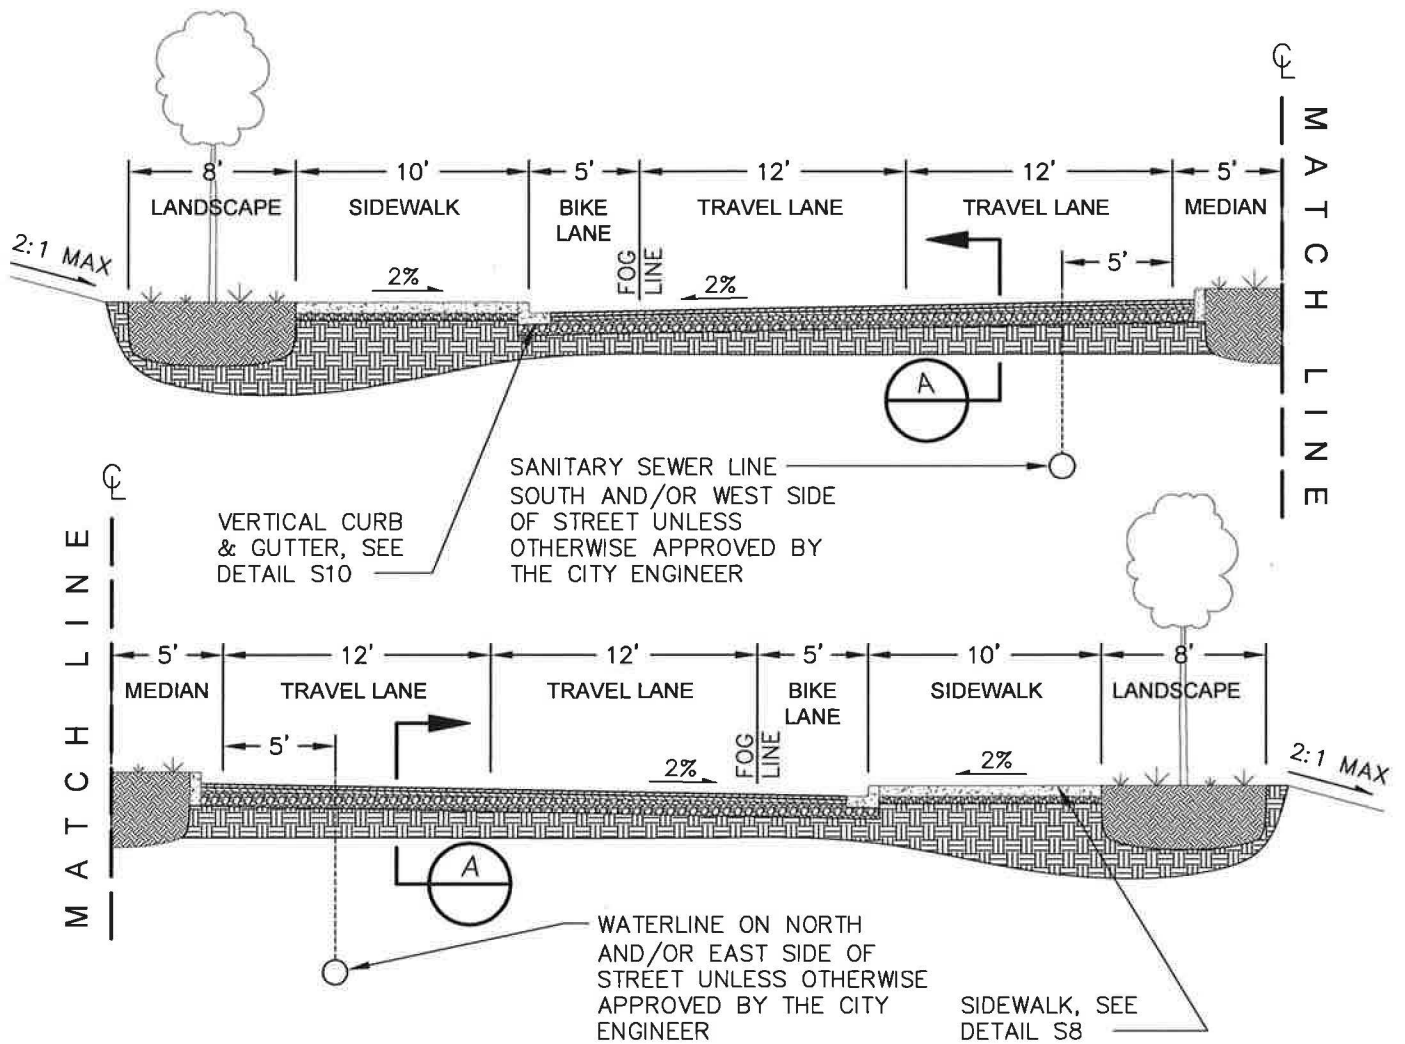 ℄
MATCH LINE
8' 10' 5' 12' 12' 5'
LANDSCAPE SIDEWALK BIKE LANE TRAVEL LANE TRAVEL LANE MEDIAN
2:1 MAX
2%
FOG LINE
2%
5'
A
VERTICAL CURB
& GUTTER, SEE
DETAIL S10
SANITARY SEWER LINE
SOUTH AND/OR WEST SIDE
OF STREET UNLESS
OTHERWISE APPROVED BY
THE CITY ENGINEER
℄
MATCH LINE
5' 12' 12' 5' 10' 8'
MEDIAN TRAVEL LANE TRAVEL LANE BIKE LANE SIDEWALK LANDSCAPE
5'
2%
FOG LINE
2%
2:1 MAX
A
WATERLINE ON NORTH
AND/OR EAST SIDE OF
STREET UNLESS OTHERWISE
APPROVED BY THE CITY
ENGINEER
SIDEWALK, SEE
DETAIL S8